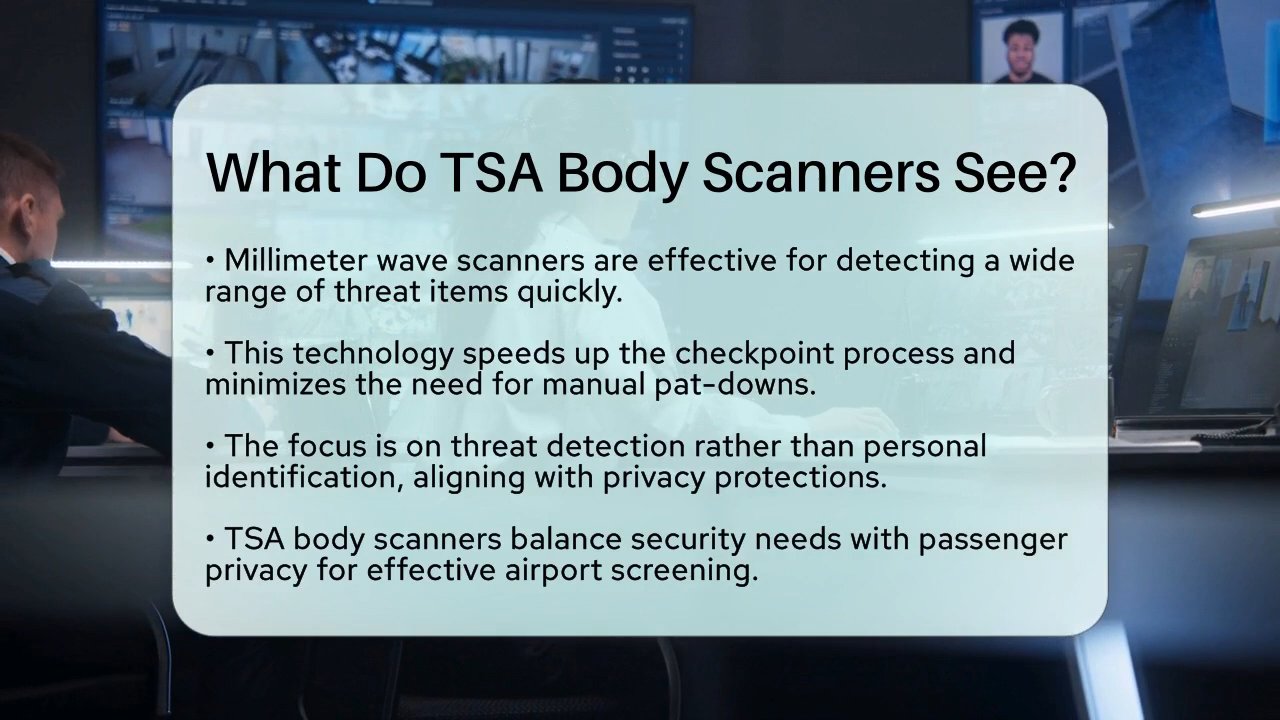 What Do TSA Body Scanners See?
• Millimeter wave scanners are effective for detecting a wide
range of threat items quickly.
• This technology speeds up the checkpoint process and
minimizes the need for manual pat-downs.
• The focus is on threat detection rather than personal
identification, aligning with privacy protections.
• TSA body scanners balance security needs with passenger
privacy for effective airport screening.